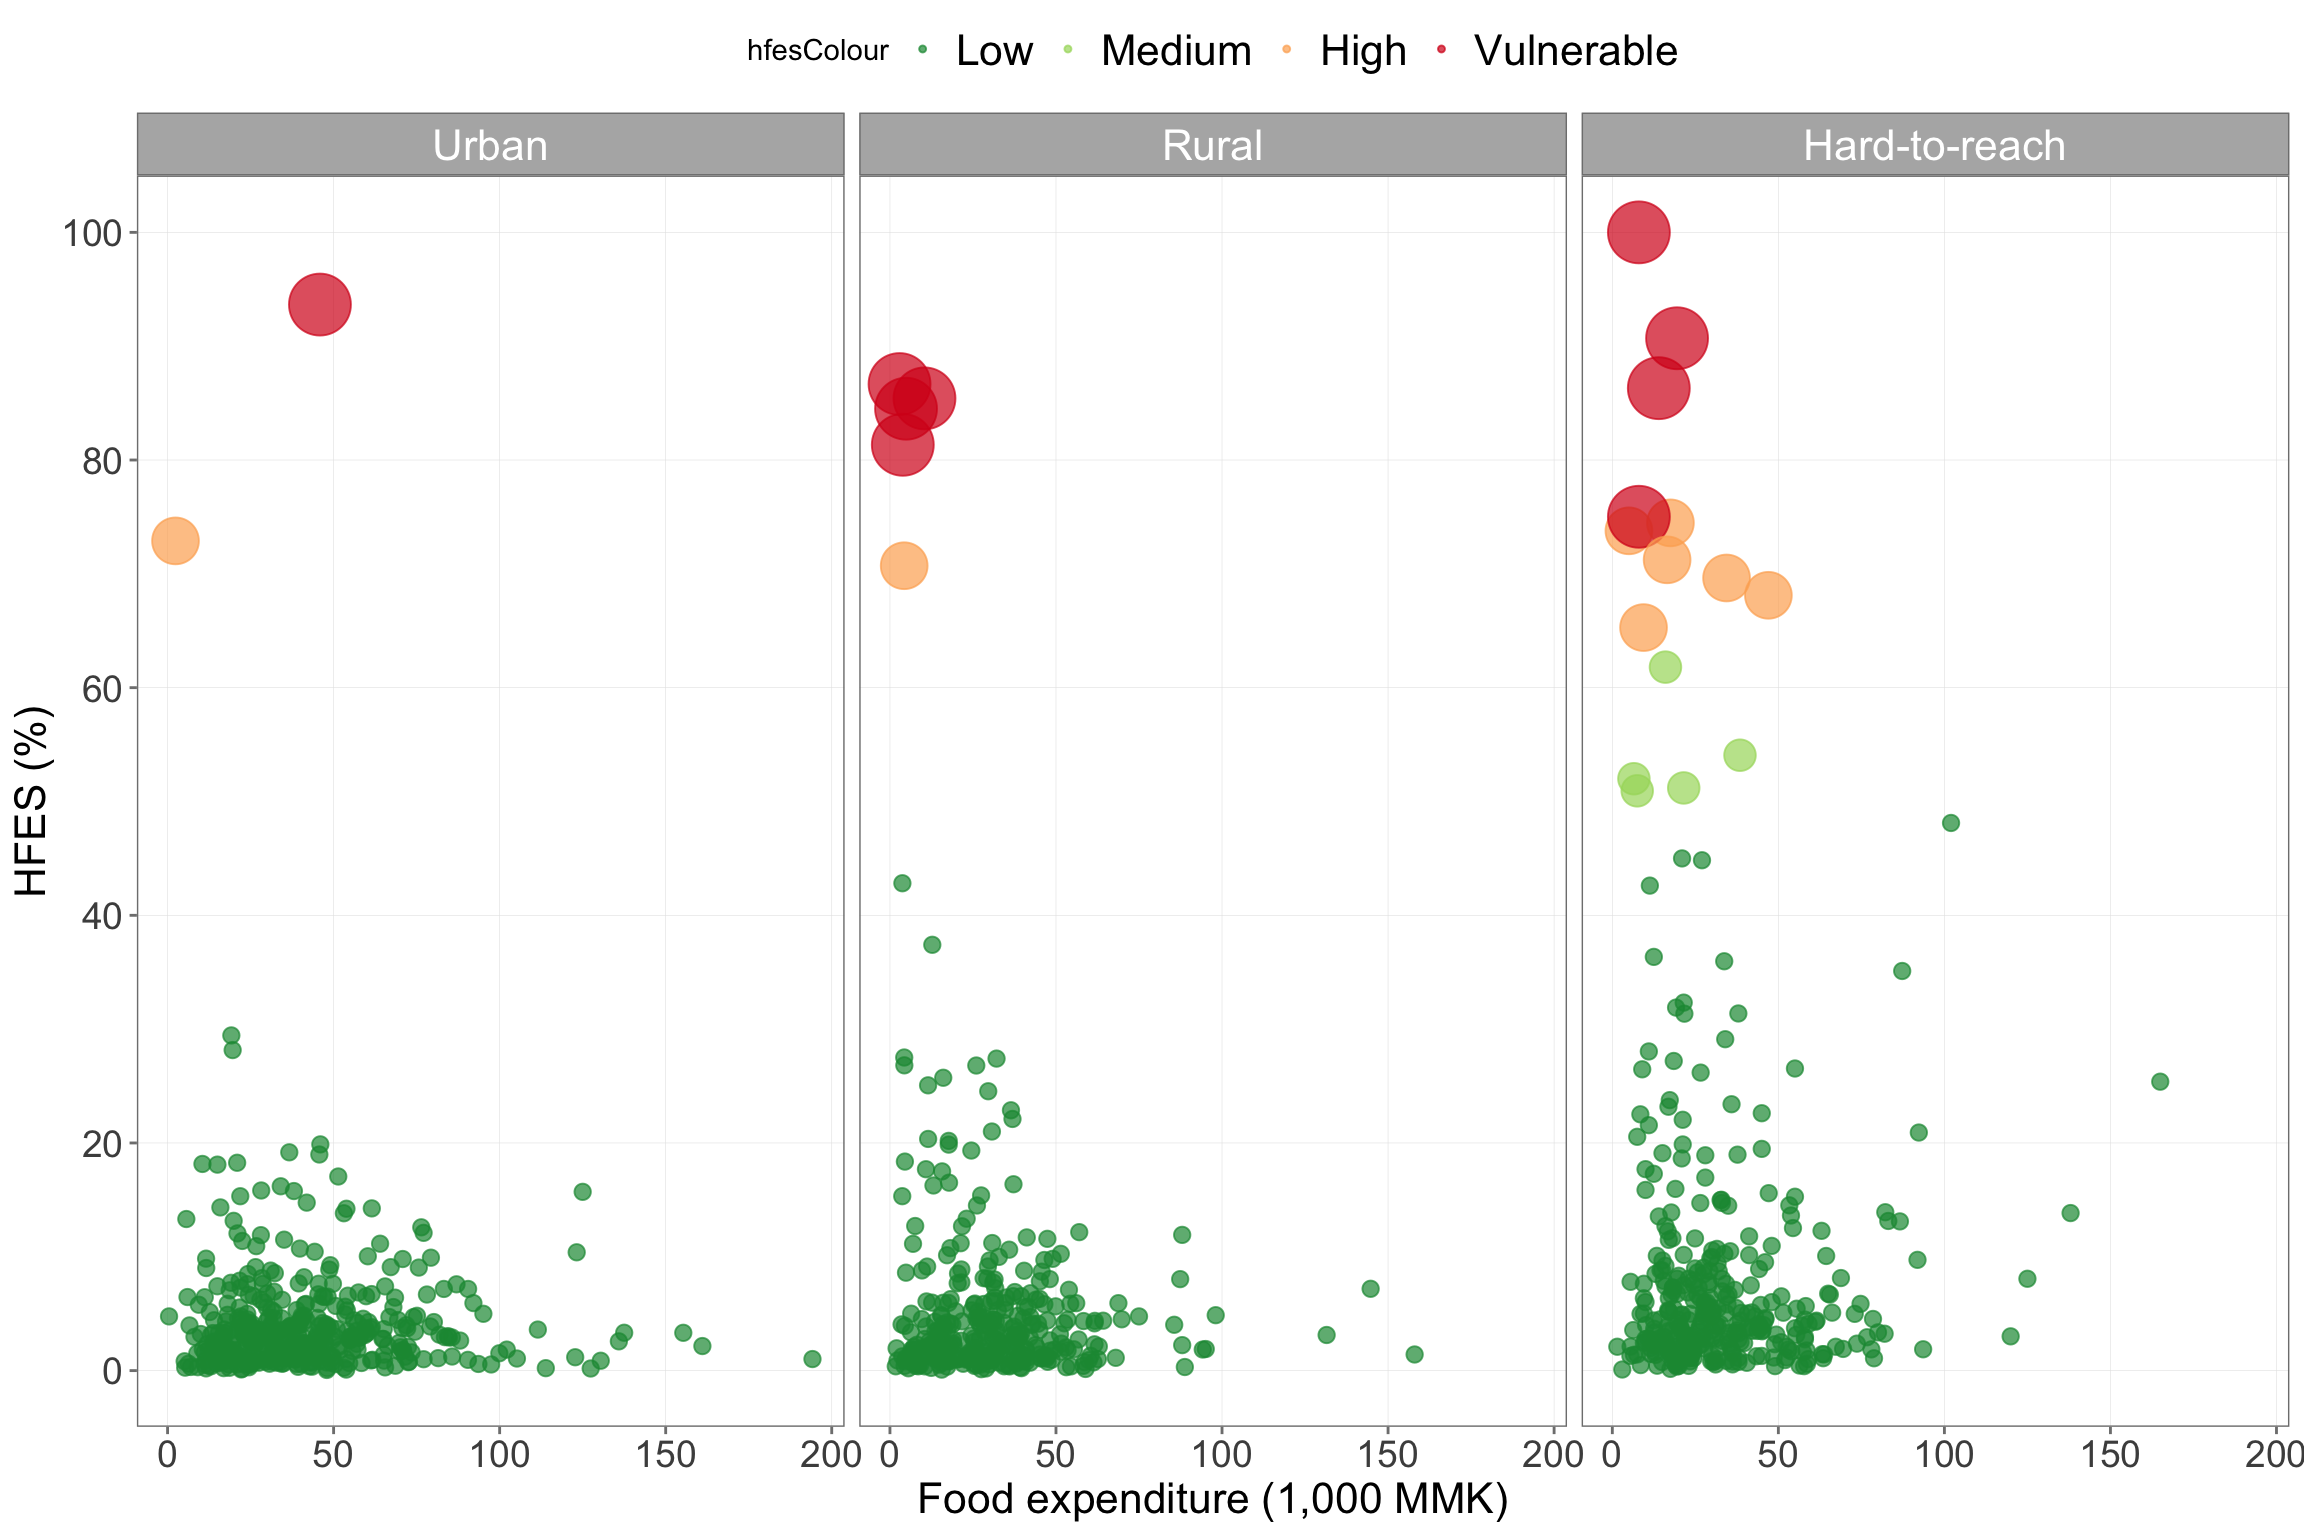 hfesColour Low Medium High Vulnerable
Urban Rural Hard-to-reach
HFES (%)
100
80
60
40
20
0
0 50 100 150 200 0 50 100 150 200 0 50 100 150 200
Food expenditure (1,000 MMK)